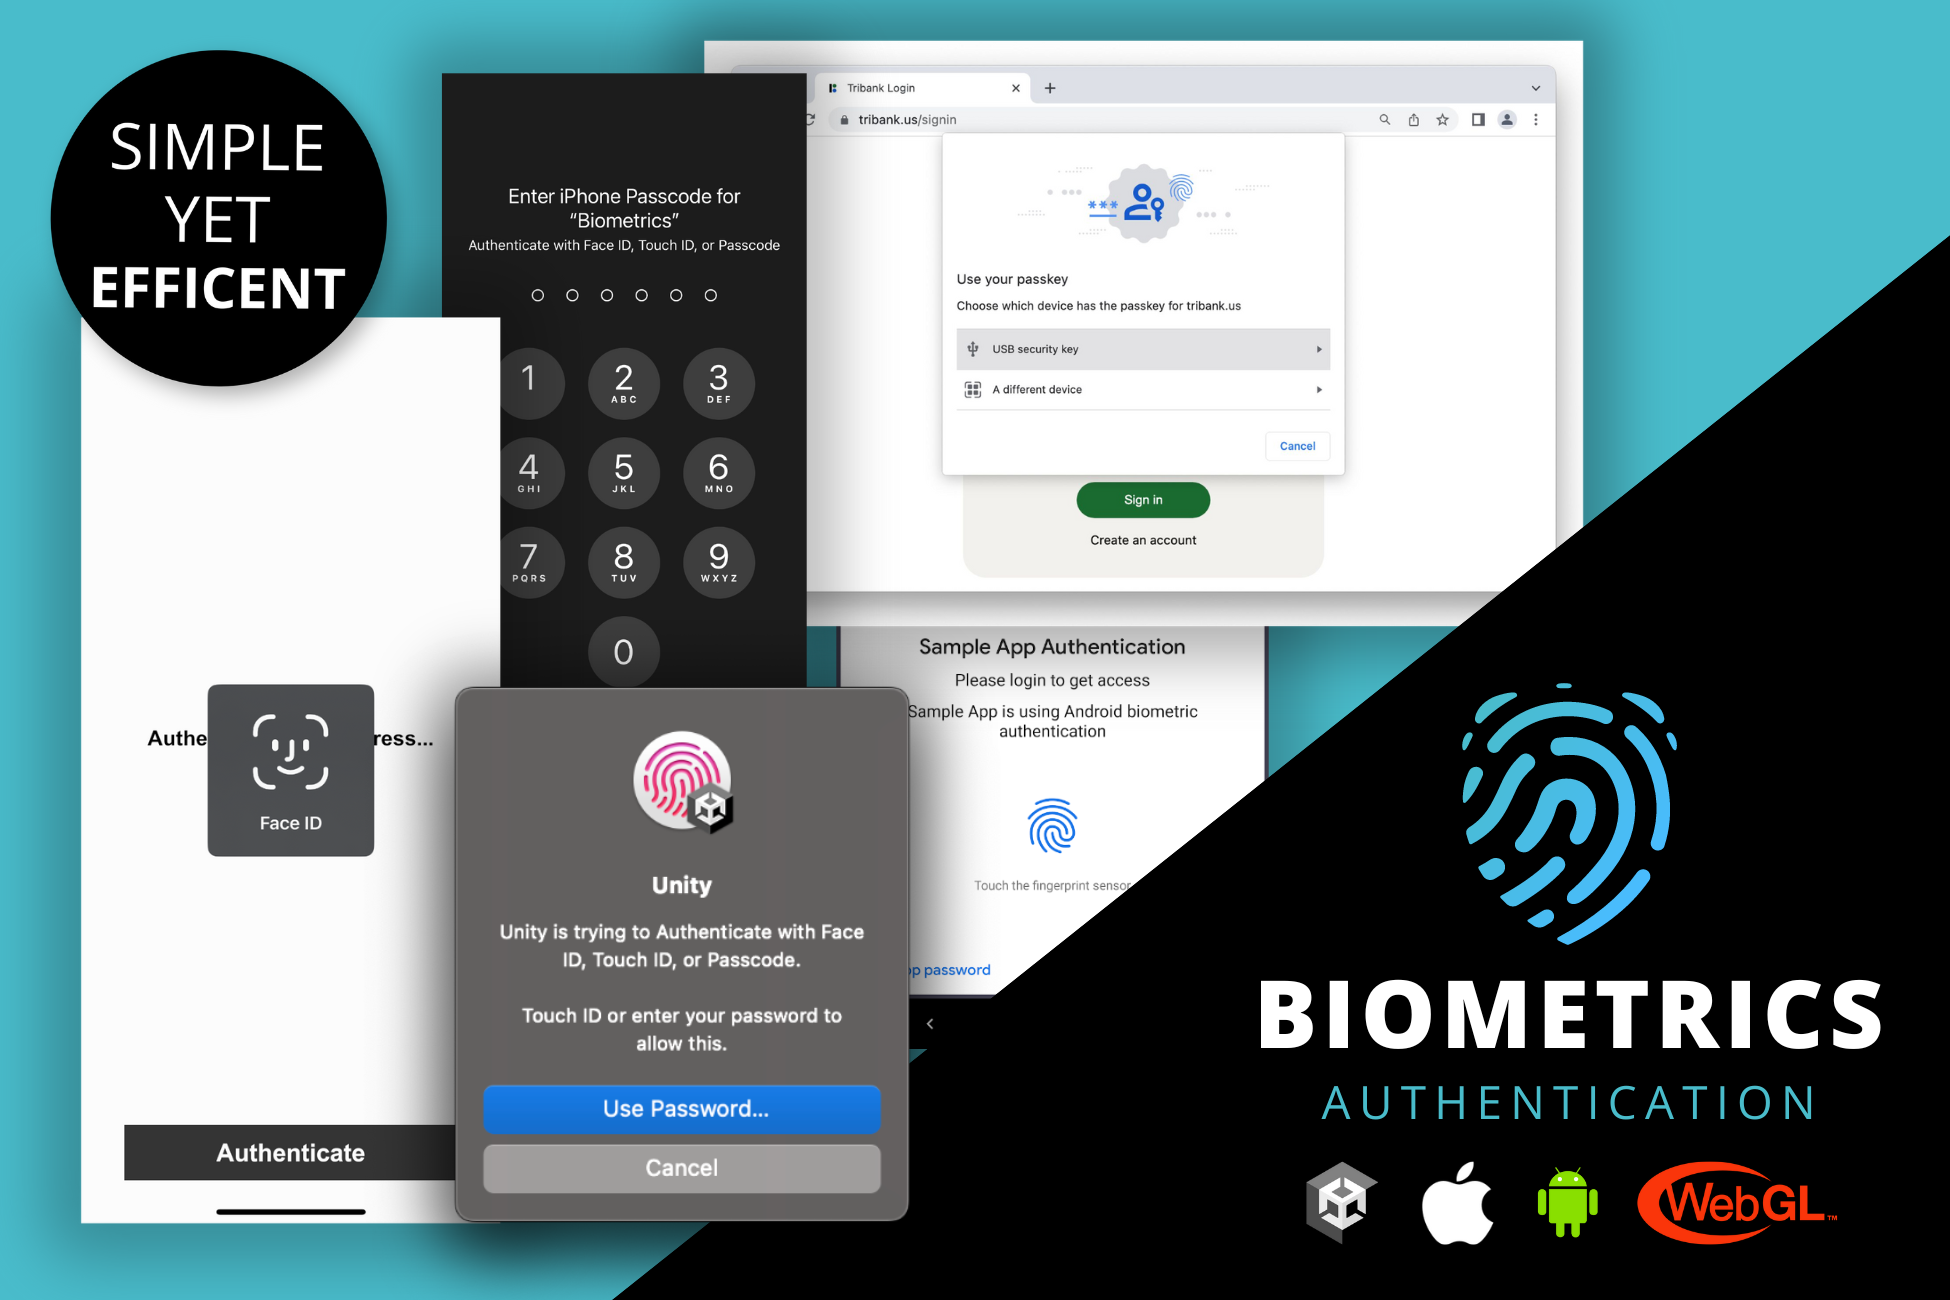 SIMPLE
YET
EFFICENT
Enter iPhone Passcode for
“Biometrics”
Authenticate with Face ID, Touch ID, or Passcode
1
2
ABC
3
DEF
4
GHI
5
JKL
6
MNO
7
PQRS
8
TUV
9
WXYZ
0
Tribank Login
tribank.us/signin
***
Use your passkey
Choose which device has the passkey for tribank.us
USB security key
A different device
Cancel
Sign in
Create an account
Authe
ress...
Face ID
Authenticate
Unity
Unity is trying to Authenticate with Face
ID, Touch ID, or Passcode.
Touch ID or enter your password to
allow this.
Use Password...
Cancel
Sample App Authentication
Please login to get access
Sample App is using Android biometric
authentication
Touch the fingerprint sensor
pp password
BIOMETRICS
AUTHENTICATION
WebGL™